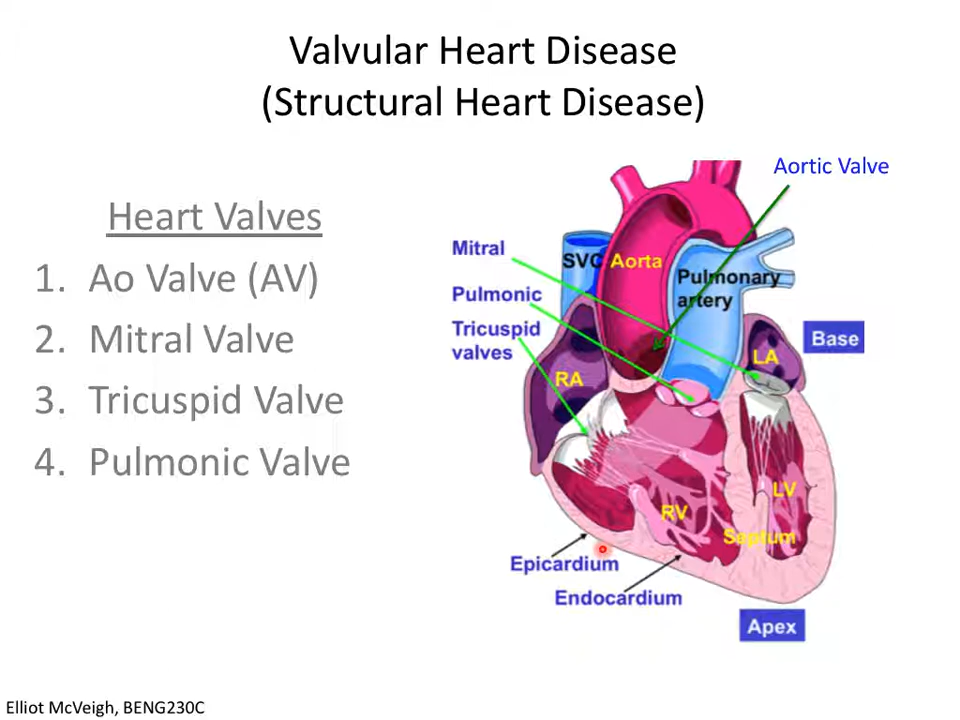 Valvular Heart Disease
(Structural Heart Disease)
Aortic Valve
Heart Valves
1. Ao Valve (AV)
2. Mitral Valve
3. Tricuspid Valve
4. Pulmonic Valve
Mitral
Pulmonic
Tricuspid
valves
SVC
Aorta
Pulmonary
artery
Base
LA
RA
LV
RV
Septum
Epicardium
Endocardium
Apex
Elliot McVeigh, BENG230C